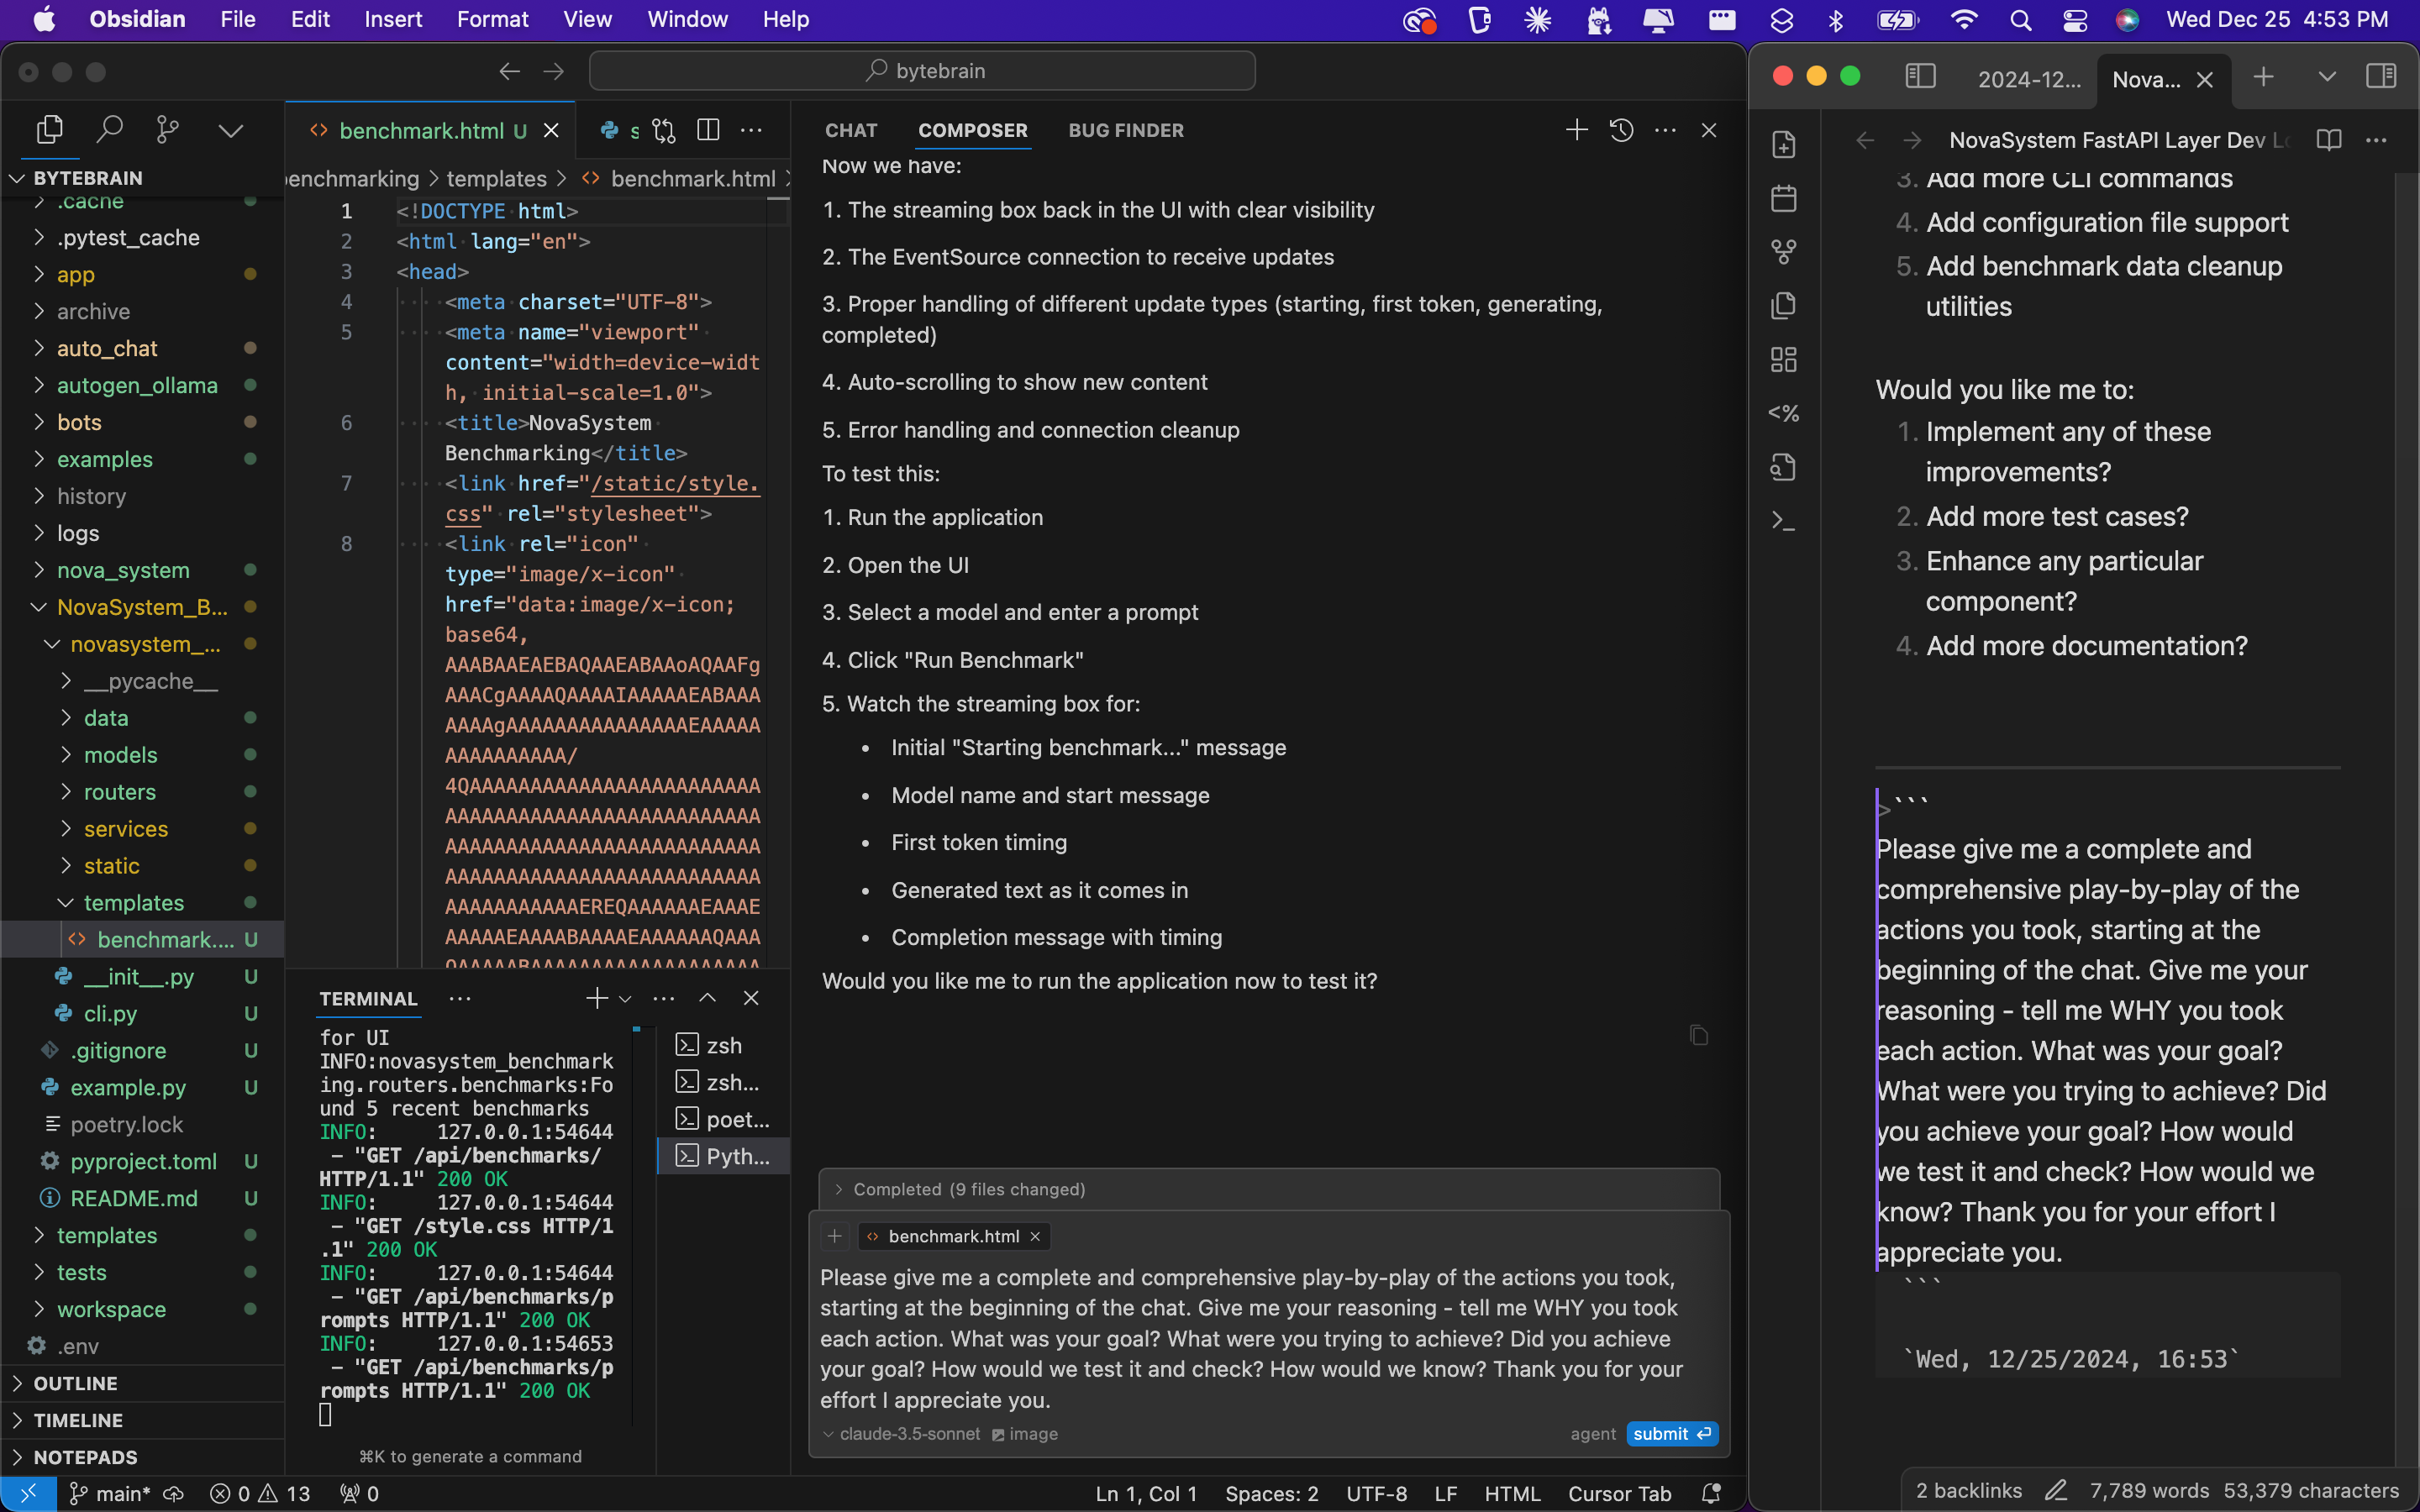 Obsidian File Edit Insert Format View Window Help
Wed Dec 25 4:53 PM
bytebrain
BYTEBRAIN
.cache
.pytest_cache
app
archive
auto_chat
autogen_ollama
bots
examples
history
logs
nova_system
NovaSystem_B...
novasystem_...
__pycache__
data
models
routers
services
static
templates
benchmark.... U
__init__.py U
cli.py U
.gitignore U
example.py U
poetry.lock
pyproject.toml U
README.md U
templates
tests
workspace
.env
OUTLINE
TIMELINE
NOTEPADS
benchmark.html U
s
enchmarking > templates > benchmark.html >
1 <!DOCTYPE html>
2 <html lang="en">
3 <head>
4 <meta charset="UTF-8">
5 <meta name="viewport"
content="width=device-widt
h, initial-scale=1.0">
6 <title>NovaSystem
Benchmarking</title>
7 <link href="/static/style.
css" rel="stylesheet">
8 <link rel="icon"
type="image/x-icon"
href="data:image/x-icon;
base64,
TERMINAL
for UI
INFO:novasystem_benchmark
ing.routers.benchmarks:Fo
und 5 recent benchmarks
INFO: 127.0.0.1:54644
- "GET /api/benchmarks/
HTTP/1.1" 200 OK
INFO: 127.0.0.1:54644
- "GET /style.css HTTP/1
.1" 200 OK
INFO: 127.0.0.1:54644
- "GET /api/benchmarks/p
rompts HTTP/1.1" 200 OK
INFO: 127.0.0.1:54653
- "GET /api/benchmarks/p
rompts HTTP/1.1" 200 OK
⌘K to generate a command
zsh
zsh...
poet...
Pyth...
CHAT COMPOSER BUG FINDER
Now we have:
1. The streaming box back in the UI with clear visibility
2. The EventSource connection to receive updates
3. Proper handling of different update types (starting, first token, generating,
completed)
4. Auto-scrolling to show new content
5. Error handling and connection cleanup
To test this:
1. Run the application
2. Open the UI
3. Select a model and enter a prompt
4. Click "Run Benchmark"
5. Watch the streaming box for:
• Initial "Starting benchmark..." message
• Model name and start message
• First token timing
• Generated text as it comes in
• Completion message with timing
Would you like me to run the application now to test it?
> Completed (9 files changed)
benchmark.html
Please give me a complete and comprehensive play-by-play of the actions you took,
starting at the beginning of the chat. Give me your reasoning - tell me WHY you took
each action. What was your goal? What were you trying to achieve? Did you achieve
your goal? How would we test it and check? How would we know? Thank you for your
effort I appreciate you.
claude-3.5-sonnet image
agent submit
main* 0 13 0
Ln 1, Col 1 Spaces: 2 UTF-8 LF HTML Cursor Tab
2024-12...
Nova...
NovaSystem FastAPI Layer Dev Lo
3. Add more CLI commands
4. Add configuration file support
5. Add benchmark data cleanup
utilities
Would you like me to:
1. Implement any of these
improvements?
2. Add more test cases?
3. Enhance any particular
component?
4. Add more documentation?
>```
Please give me a complete and
comprehensive play-by-play of the
actions you took, starting at the
beginning of the chat. Give me your
reasoning - tell me WHY you took
each action. What was your goal?
What were you trying to achieve? Did
you achieve your goal? How would
we test it and check? How would we
know? Thank you for your effort I
appreciate you.
```
`Wed, 12/25/2024, 16:53`
2 backlinks 7,789 words 53,379 characters